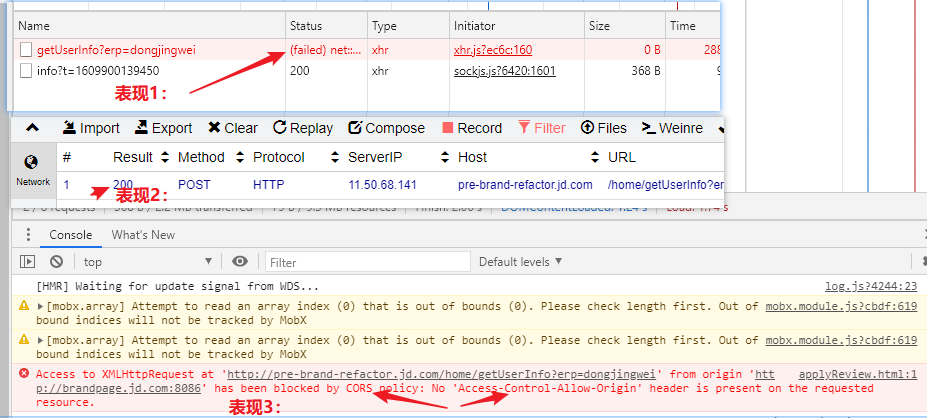 Name Status Type Initiator Size Time
getUserInfo?erp=dongjingwei (failed) net::... xhr xhr.js?ec6c:160 0 B 288
info?t=1609900139450 200 xhr sockjs.js?6420:1601 368 B
表现1：
Import Export Clear Replay Compose Record Filter Files Weinre
Network
# Result Method Protocol ServerIP Host URL
1 200 POST HTTP 11.50.68.141 pre-brand-refactor.jd.com /home/getUserInfo?er
表现2：
Console What's New
top Filter Default levels
[HMR] Waiting for update signal from WDS... log.js?4244:23
[mobx.array] Attempt to read an array index (0) that is out of bounds (0). Please check length first. Out of mobx.module.js?cbdf:619
bound indices will not be tracked by MobX
[mobx.array] Attempt to read an array index (0) that is out of bounds (0). Please check length first. Out of mobx.module.js?cbdf:619
bound indices will not be tracked by MobX
Access to XMLHttpRequest at 'http://pre-brand-refactor.jd.com/home/getUserInfo?erp=dongjingwei' from origin 'htt applyReview.html:1
p://brandpage.jd.com:8086' has been blocked by CORS policy: No 'Access-Control-Allow-Origin' header is present on the requested
resource.
表现3：